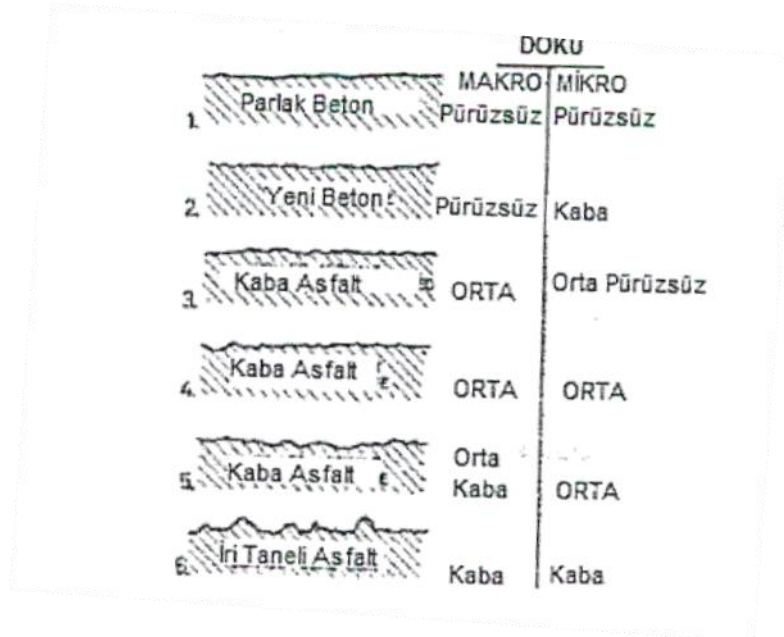 DOKU
MAKRO MİKRO
1. Parlak Beton Pürüzsüz Pürüzsüz
2. Yeni Beton Pürüzsüz Kaba
3. Kaba Asfalt ORTA Orta Pürüzsüz
4. Kaba Asfalt ORTA ORTA
Orta
5. Kaba Asfalt Kaba ORTA
6. İri Taneli Asfalt Kaba Kaba